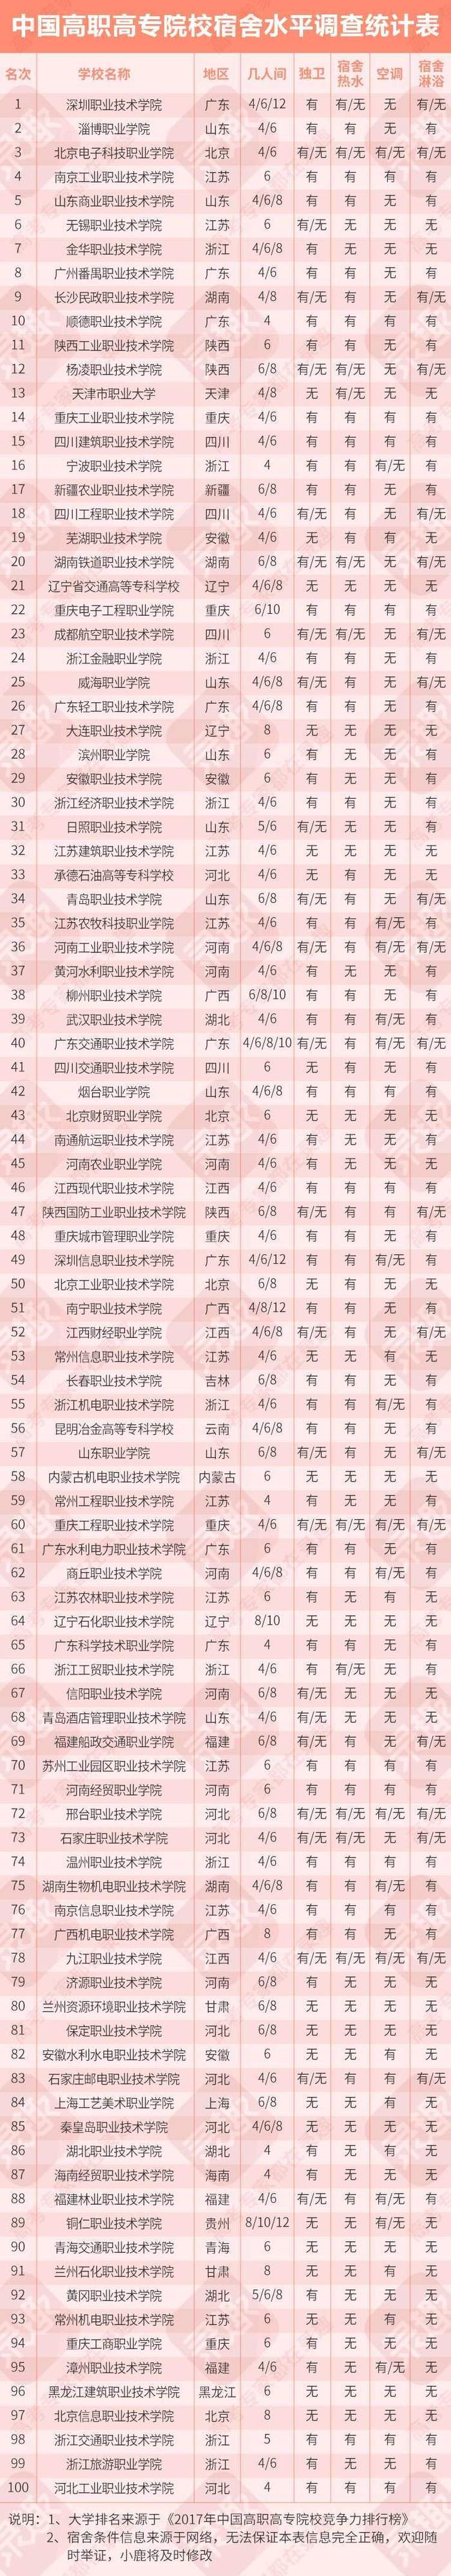 中国高职高专院校宿舍水平调查统计表
名次 学校名称 地区 几人间 独卫 宿舍热水 空调 宿舍淋浴
1 深圳职业技术学院 广东 4/6/12 有 有/无 无 有/无
2 淄博职业学院 山东 4/6 有 有 无 有
3 北京电子科技职业学院 北京 4/6 有/无 有/无 有/无 有/无
4 南京工业职业技术学院 江苏 6 有 有 有 有
5 山东商业职业技术学院 山东 4/6/8 有 有 无 有
6 无锡职业技术学院 江苏 6 有/无 无 无 无
7 金华职业技术学院 浙江 4/6/8 有 无 无 无
8 广州番禺职业技术学院 广东 4/6 有 有 无 有
9 长沙民政职业技术学院 湖南 4/8 有/无 有 无 有/无
10 顺德职业技术学院 广东 4 有 有 有 有
11 陕西工业职业技术学院 陕西 6 有 有 无 有
12 杨凌职业技术学院 陕西 6/8 有/无 有/无 无 有/无
13 天津市职业大学 天津 4/8 无 有/无 无 无
14 重庆工业职业技术学院 重庆 4/6 有 有 有 有
15 四川建筑职业技术学院 四川 4/6 有 有 有 有
16 宁波职业技术学院 浙江 4 有 有 有/无 有
17 新疆农业职业技术学院 新疆 6/8 有 有 无 有
18 四川工程职业技术学院 四川 4/6 有/无 有 无 有/无
19 芜湖职业技术学院 安徽 4/6 无 有 有 无
20 湖南铁道职业技术学院 湖南 6/8 有/无 有/无 无 有/无
21 辽宁省交通高等专科学校 辽宁 4/6/8 无 无 无 无
22 重庆电子工程职业学院 重庆 6/10 有 有 有 有
23 成都航空职业技术学院 四川 6 有/无 有/无 无 有/无
24 浙江金融职业学院 浙江 4/6 有 有 无 有
25 威海职业学院 山东 4/6/8 有/无 有 无 有/无
26 广东轻工职业技术学院 广东 4/6/8 有 有 无 有
27 大连职业技术学院 辽宁 8 无 无 无 无
28 滨州职业学院 山东 6 有 无 无 有
29 安徽职业技术学院 安徽 6 有 无 无 有
30 浙江经济职业技术学院 浙江 4/6 有 有 无 有
31 日照职业技术学院 山东 5/6 有/无 无 无 有
32 江苏建筑职业技术学院 江苏 4/6 无 无 无 无
33 承德石油高等专科学校 河北 4/6 无 有 无 无
34 青岛职业技术学院 山东 6/8 有/无 有 无 有/无
35 江苏农牧科技职业学院 江苏 4/6 有 有 有/无 有
36 河南工业职业技术学院 河南 4/6/8 有/无 有 有/无 有/无
37 黄河水利职业技术学院 河南 4/6 有 无 无 有
38 柳州职业技术学院 广西 6/8/10 有 有 无 有
39 武汉职业技术学院 湖北 4/6 有 有 有/无 有
40 广东交通职业技术学院 广东 4/6/8/10 有/无 有 有/无 有/无
41 四川交通职业技术学院 四川 6 无 有 无 有
42 烟台职业学院 山东 4/6/8 有 有 有 有
43 北京财贸职业学院 北京 6 无 无 无 无
44 南通航运职业技术学院 江苏 4/6 有 无 无 有
45 河南农业职业学院 河南 4/6 有 无 无 无
46 江西现代职业技术学院 江西 4/6 有 有 有 有
47 陕西国防工业职业技术学院 陕西 6/8 有/无 有 有 有/无
48 重庆城市管理职业学院 重庆 4/6 有 有 无 有
49 深圳信息职业技术学院 广东 4/6/12 有 有 有/无 有
50 北京工业职业技术学院 北京 6/8 无 有 无 无
51 南宁职业技术学院 广西 4/8/12 有 有 无 有
52 江西财经职业学院 江西 4/6/8 有/无 有 无 有/无
53 常州信息职业技术学院 江苏 4/6 无 无 有 无
54 长春职业技术学院 吉林 6/8 有 有 无 有
55 浙江机电职业技术学院 浙江 4/6 有 有 有/无 有
56 昆明冶金高等专科学校 云南 4/6/8 有 有 无 有
57 山东职业学院 山东 6/8 有/无 有 无 有/无
58 内蒙古机电职业技术学院 内蒙古 6 无 无 无 无
59 常州工程职业技术学院 江苏 4 有 无 无 有
60 重庆工程职业技术学院 重庆 4/6 有/无 有/无 有/无 有/无
61 广东水利电力职业技术学院 广东 6 有 有 无 有
62 商丘职业技术学院 河南 4/6/8 有 有 有/无 有
63 江苏农林职业技术学院 江苏 6 有 无 有 无
64 辽宁石化职业技术学院 辽宁 8/10 无 无 无 无
65 广东科学技术职业学院 广东 4 有 有 无 有
66 浙江工贸职业技术学院 浙江 4/6 有 有/无 无 有
67 信阳职业技术学院 河南 6/8 有/无 无 无 无
68 青岛酒店管理职业技术学院 山东 4/6 有/无 无 无 无
69 福建船政交通职业学院 福建 6/8 有/无 有 无 有/无
70 苏州工业园区职业技术学院 江苏 6 有 有 有 有
71 河南经贸职业学院 河南 6 有 有 有 有
72 邢台职业技术学院 河北 6/8 有/无 有/无 有/无 有/无
73 石家庄职业技术学院 河北 4/6 有/无 有/无 无 有/无
74 温州职业技术学院 浙江 4/6 有 有 有 有
75 湖南生物机电职业技术学院 湖南 4/6/8 有 有 有/无 有
76 南京信息职业技术学院 江苏 4/6 有 有 有 有
77 广西机电职业技术学院 广西 8 有 有 无 有
78 九江职业技术学院 江西 4/6 有/无 有/无 有/无 有/无
79 济源职业技术学院 河南 6/8 有 无 无 无
80 兰州资源环境职业技术学院 甘肃 6/8 无 无 无 无
81 保定职业技术学院 河北 6/8 无 无 无 无
82 安徽水利水电职业技术学院 安徽 6 无 无 有 无
83 石家庄邮电职业技术学院 河北 4/6 有/无 有 有 有/无
84 上海工艺美术职业学院 上海 6/8 无 无 有 无
85 秦皇岛职业技术学院 河北 4/6/8 无 无 无 无
86 湖北职业技术学院 湖北 4 有 无 有 无
87 海南经贸职业技术学院 海南 4 有 无 无 无
88 福建林业职业技术学院 福建 4/6 有/无 有 有/无 有
89 铜仁职业技术学院 贵州 8/10/12 无 无 有/无 无
90 青海交通职业技术学院 青海 6 无 无 无 无
91 兰州石化职业技术学院 甘肃 8 无 无 有 无
92 黄冈职业技术学院 湖北 5/6/8 有 无 无 无
93 常州机电职业技术学院 江苏 6 无 无 有 无
94 重庆工商职业学院 重庆 6 有 无 无 无
95 漳州职业技术学院 福建 4/6 有 无 有/无 无
96 黑龙江建筑职业技术学院 黑龙江 6 无 无 无 无
97 北京信息职业技术学院 北京 8 无 无 无 无
98 浙江交通职业技术学院 浙江 5 有 有 有 有
99 浙江旅游职业学院 浙江 4/6 有 无 无 有
100 河北工业职业技术学院 河北 4 有 有 有 有
说明：1、大学排名来源于《2017年中国高职高专院校竞争力排行榜》
2、宿舍条件信息来源于网络，无法保证本表信息完全正确，欢迎随
时举证，小鹿将及时修改